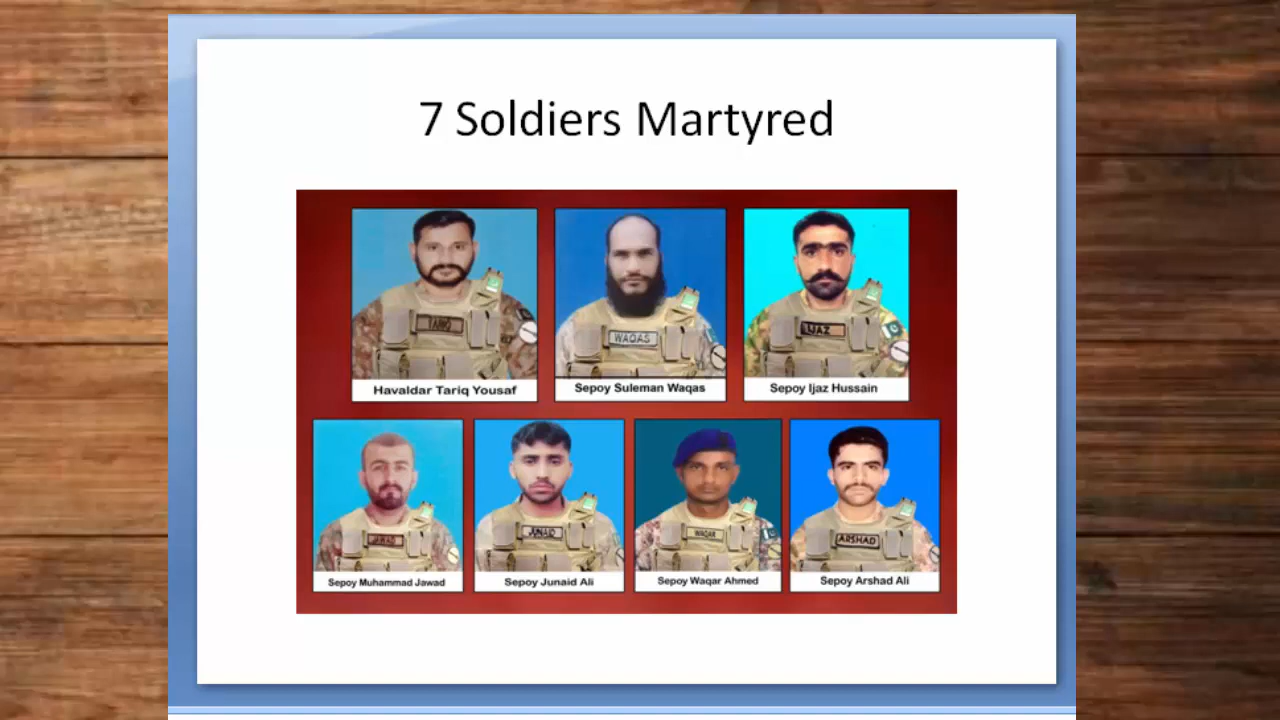 7 Soldiers Martyred
TARIQ
WAQAS
IJAZ
Havaldar Tariq Yousaf
Sepoy Suleman Waqas
Sepoy Ijaz Hussain
JAWAD
JUNAID
WAQAR
ARSHAD
Sepoy Muhammad Jawad
Sepoy Junaid Ali
Sepoy Waqar Ahmed
Sepoy Arshad Ali